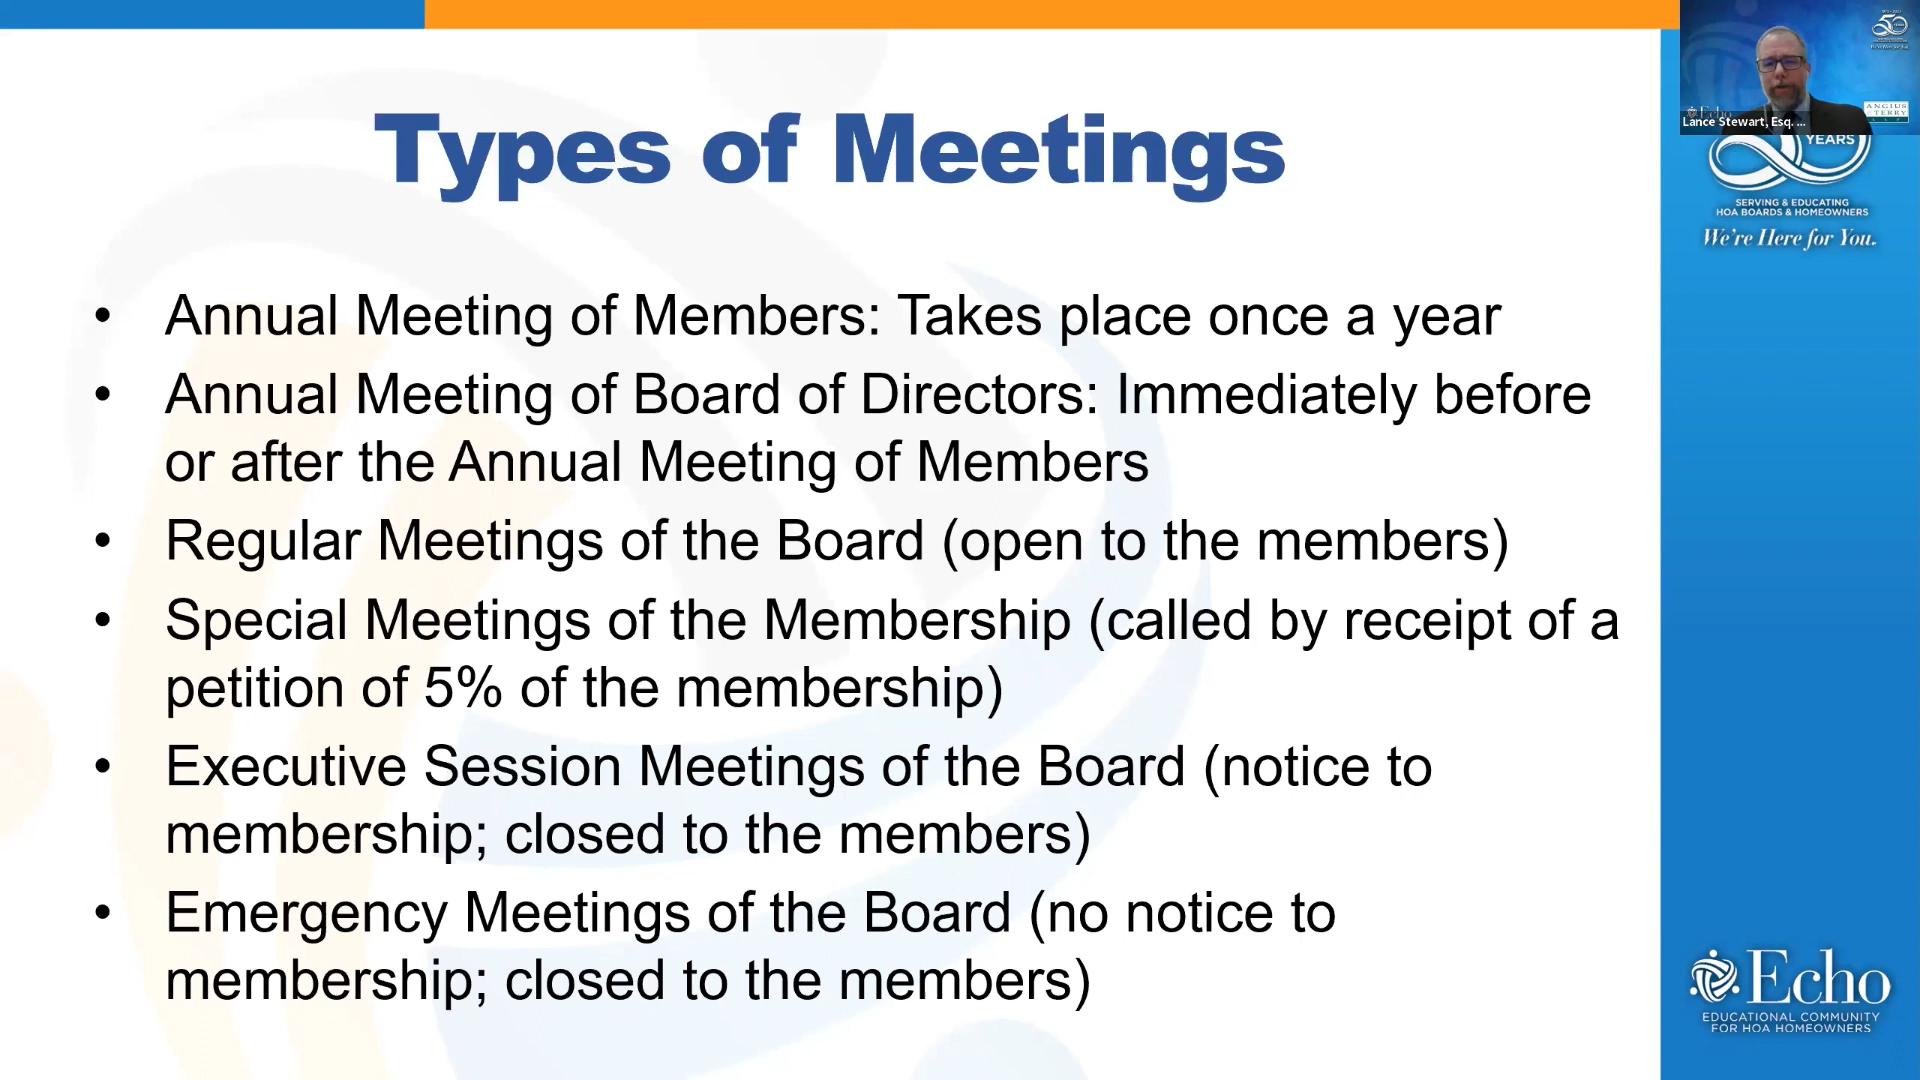 Types of Meetings
• Annual Meeting of Members: Takes place once a year
• Annual Meeting of Board of Directors: Immediately before
or after the Annual Meeting of Members
• Regular Meetings of the Board (open to the members)
• Special Meetings of the Membership (called by receipt of a
petition of 5% of the membership)
• Executive Session Meetings of the Board (notice to
membership; closed to the members)
• Emergency Meetings of the Board (no notice to
membership; closed to the members)
50
Echo
ANGIUS
& TERRY
LLP
Lance Stewart, Esq. ...
YEARS
SERVING & EDUCATING
HOA BOARDS & HOMEOWNERS
We're Here for You.
Echo
EDUCATIONAL COMMUNITY
FOR HOA HOMEOWNERS